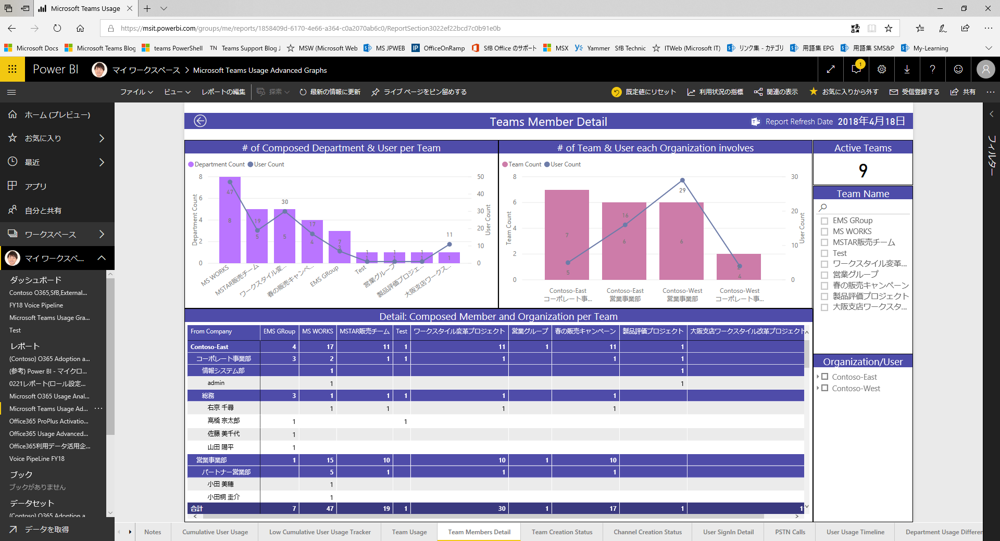 Microsoft Teams Usage
https://msit.powerbi.com/groups/me/reports/1858409d-6170-4e66-a364-c0a2070ab6c0/ReportSection3022ef22bcd7c0b91e0b
Microsoft Docs Microsoft Teams Blog teams PowerShell TN Teams Support Blog J MSW (Microsoft Web MS JPWEB IP OfficeOnRamp SfB Office のサポート MSX Yammer SfB Technic ITWeb (Microsoft IT) リンク集 - カテゴリ 用語集 EPG 用語集 SMS&P My-Learning
Power BI マイ ワークスペース > Microsoft Teams Usage Advanced Graphs 1
ファイル ビュー レポートの編集 探索 最新の情報に更新 ライブ ページをピン留めする 既定値にリセット 利用状況の指標 関連の表示 お気に入りから外す 受信登録する 共有 ...
ホーム (プレビュー)
お気に入り
最近
アプリ
自分と共有
ワークスペース
マイ ワークスペ...
ダッシュボード
Contoso O365,SfB,External...
FY18 Voice Pipeline
Microsoft Teams Usage Gra...
Test
レポート
(Contoso) O365 Adoption a...
(参考) Power BI - マイクロ...
0221レポート(ロール設定...
Microsoft O365 Usage Anal...
Microsoft Teams Usage Ad... ...
Office365 ProPlus Activatio...
Office365 Usage Advanced...
Office365利用データ活用企...
Voice PipeLine FY18
ブック
ブックがありません
データセット
(Contoso) O365 Adoption a
データを取得
Teams Member Detail
Report Refresh Date 2018年4月18日
# of Composed Department & User per Team
Department Count User Count
8
6
4
2
0
Department Count
50
40
30
20
10
0
User Count
47 19 30 17 7 1 1 1 11
8 5 5 4 3 1 1 1 1
MS WORKS
MSTAR販売チーム
ワークスタイル変...
春の販売キャンペ...
EMS GRoup
Test
営業グループ
製品評価プロジェ...
大阪支店ワークス...
# of Team & User each Organization involves
Team Count User Count
8
6
4
2
0
Team Count
30
20
10
0
User Count
5 16 29 4
7 6 6 2
Contoso-East コーポレート事...
Contoso-East 営業事業部
Contoso-West 営業事業部
Contoso-West コーポレート事...
Active Teams
9
Team Name
EMS GRoup
MS WORKS
MSTAR販売チーム
Test
ワークスタイル変革...
営業グループ
春の販売キャンペーン
製品評価プロジェクト
大阪支店ワークスタ...
Organization/User
Contoso-East
Contoso-West
フィルター
Detail: Composed Member and Organization per Team
From Company EMS GRoup MS WORKS MSTAR販売チーム Test ワークスタイル変革プロジェクト 営業グループ 春の販売キャンペーン 製品評価プロジェクト 大阪支店ワークスタイル改革プロジェクト
Contoso-East 4 17 11 1 11 1 11 1
コーポレート事業部 3 2 1 1 1 1 1
情報システム部 1 1
admin 1 1
総務 3 1 1 1 1 1
右京 千尋 1 1 1 1
高橋 宗太郎 1 1
佐藤 美千代 1
山田 陽平 1
営業事業部 1 15 10 10 1 10
パートナー営業部 5 1 1 1
小田 美穂 1
小田桐 圭介 1
合計 7 47 19 1 30 1 17 1
Notes Cumulative User Usage Low Cumulative User Usage Tracker Team Usage Team Members Detail Team Creation Status Channel Creation Status User SignIn Detail PSTN Calls User Usage Timeline Department Usage Differen